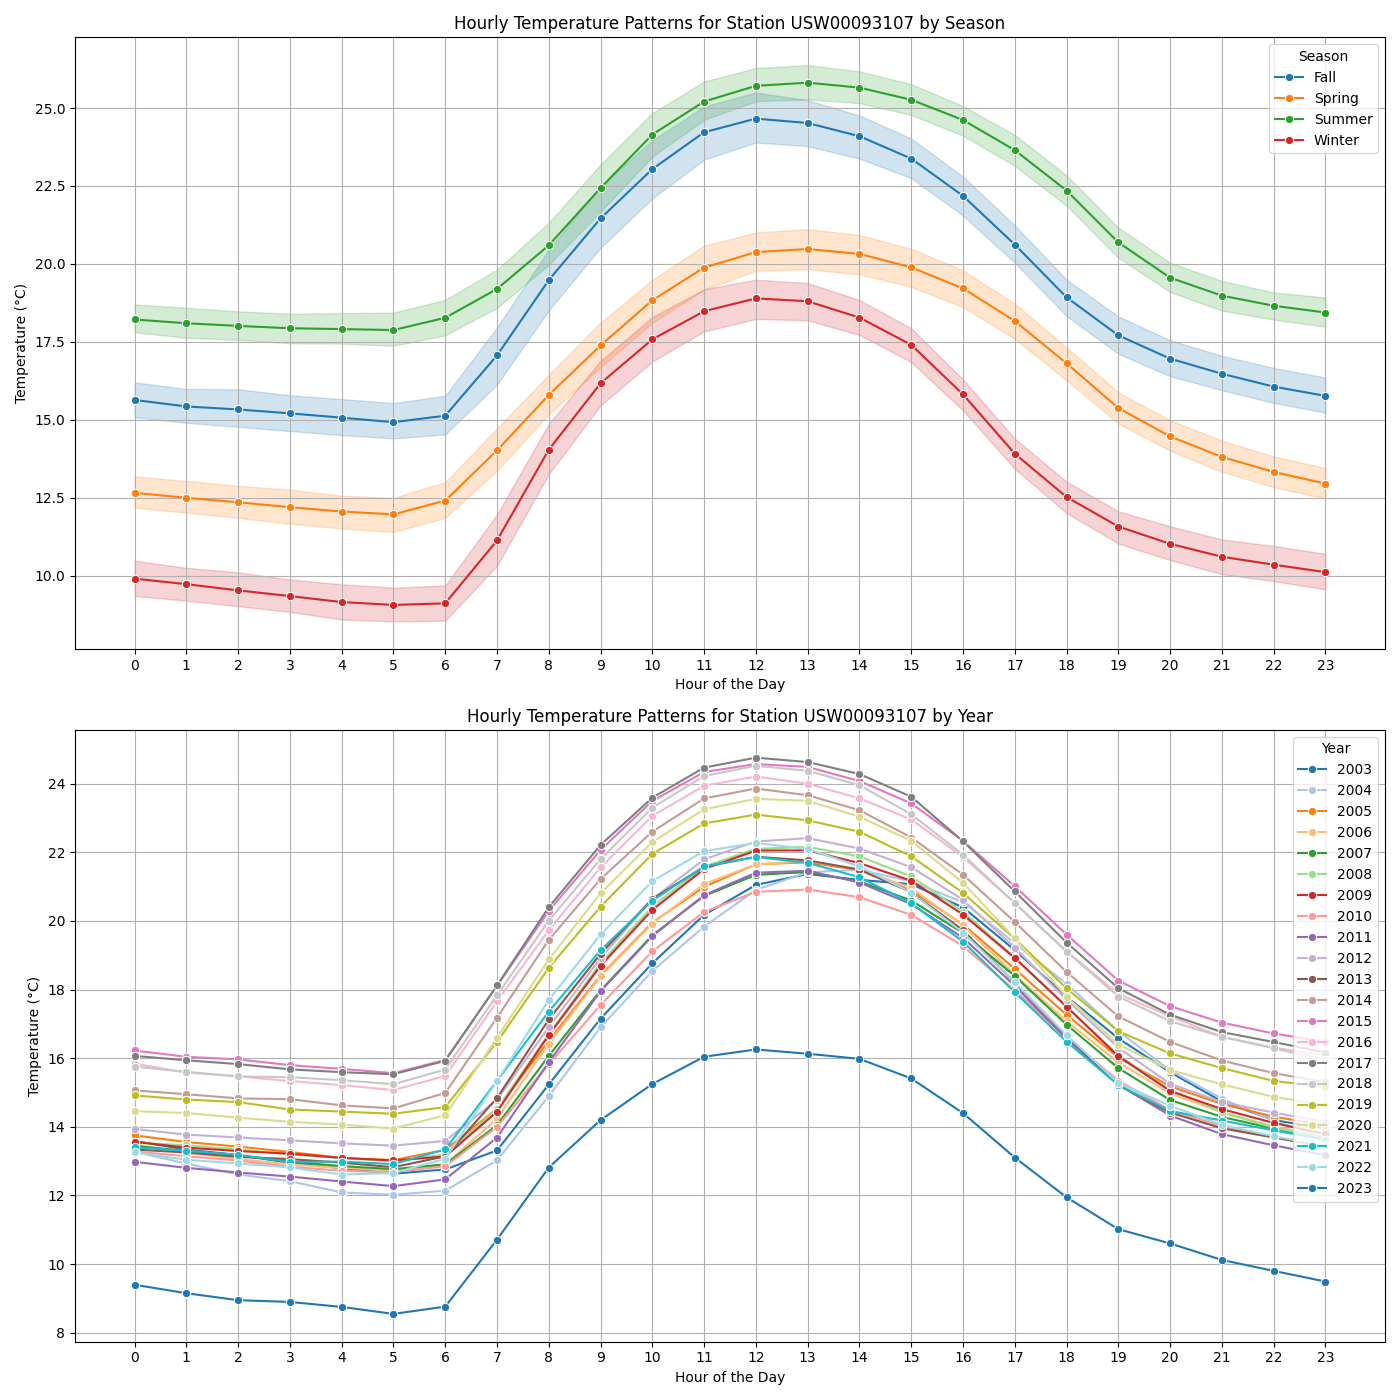 Hourly Temperature Patterns for Station USW00093107 by Season
Season
Fall
Spring
Summer
Winter
Temperature (°C)
25.0
22.5
20.0
17.5
15.0
12.5
10.0
0 1 2 3 4 5 6 7 8 9 10 11 12 13 14 15 16 17 18 19 20 21 22 23
Hour of the Day
Hourly Temperature Patterns for Station USW00093107 by Year
Year
2003
2004
2005
2006
2007
2008
2009
2010
2011
2012
2013
2014
2015
2016
2017
2018
2019
2020
2021
2022
2023
Temperature (°C)
24
22
20
18
16
14
12
10
8
0 1 2 3 4 5 6 7 8 9 10 11 12 13 14 15 16 17 18 19 20 21 22 23
Hour of the Day